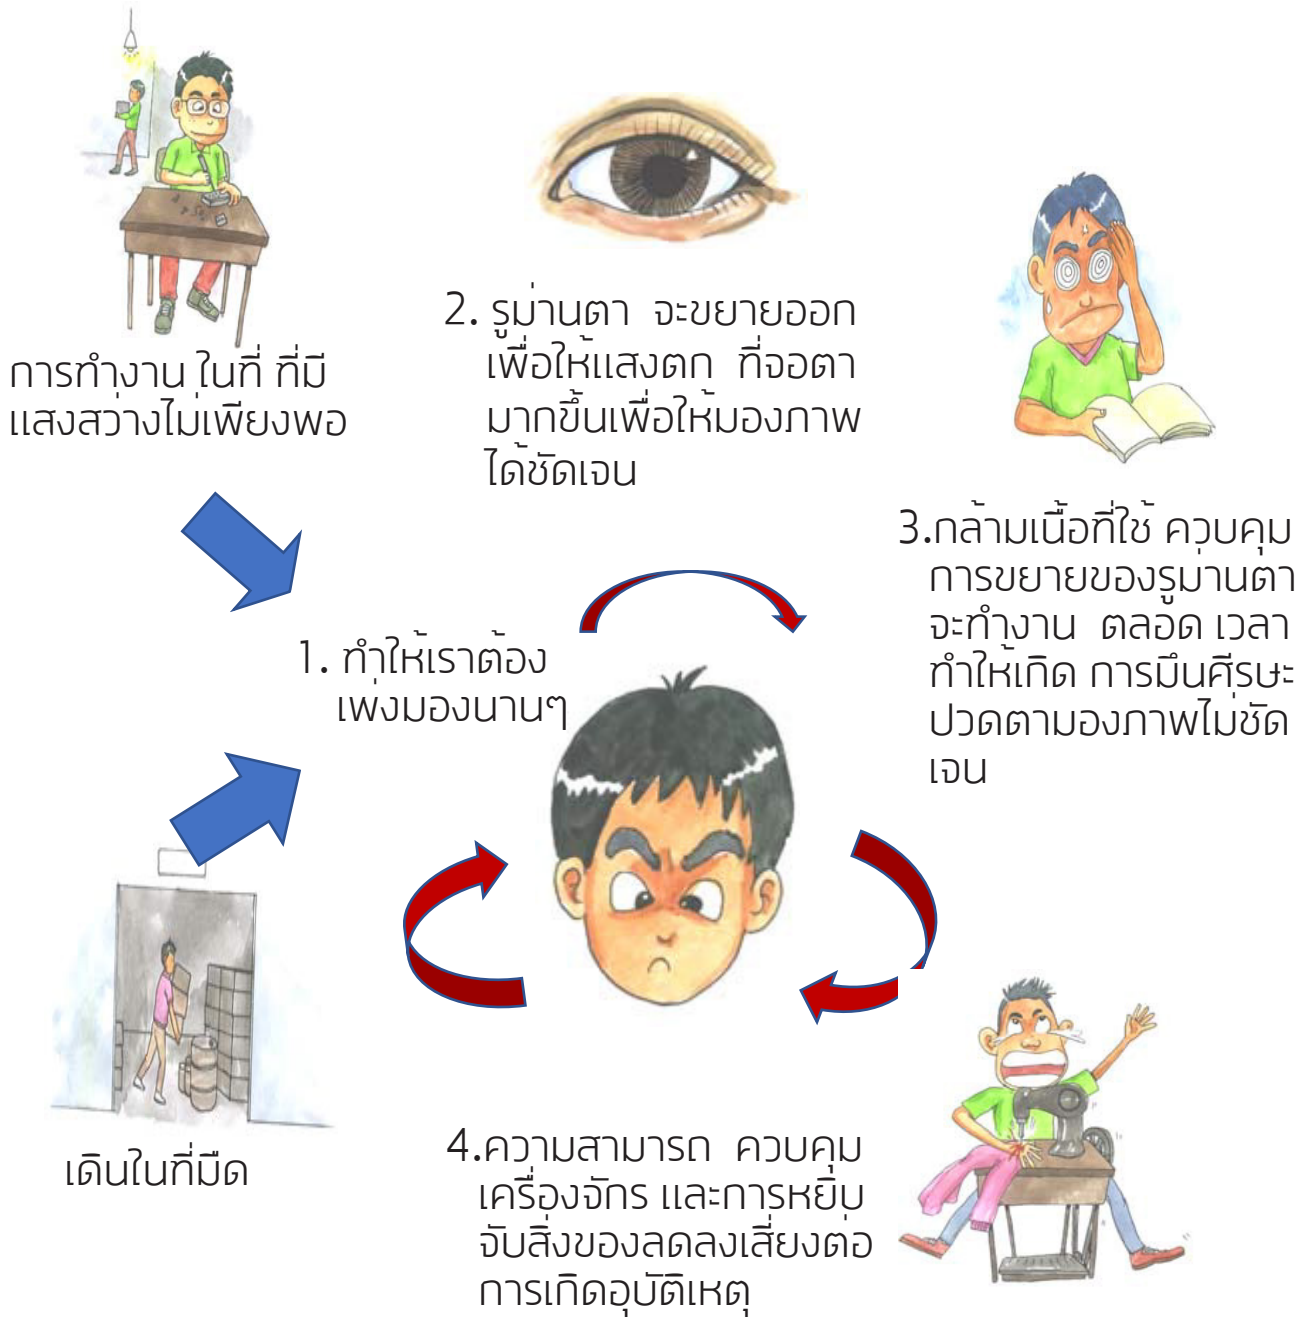 การทำงาน ในที่ ที่มี
แสงสว่างไม่เพียงพอ
2. รูม่านตา จะขยายออก
เพื่อให้แสงตก ที่จอตา
มากขึ้นเพื่อให้มองภาพ
ได้ชัดเจน
3.กล้ามเนื้อที่ใช้ ควบคุม
การขยายของรูม่านตา
จะทำงาน ตลอด เวลา
ทำให้เกิด การมึนศีรษะ
ปวดตามองภาพไม่ชัด
เจน
1. ทำให้เราต้อง
เพ่งมองนานๆ
เดินในที่มืด
4.ความสามารถ ควบคุม
เครื่องจักร และการหยิบ
จับสิ่งของลดลงเสี่ยงต่อ
การเกิดอุบัติเหตุ